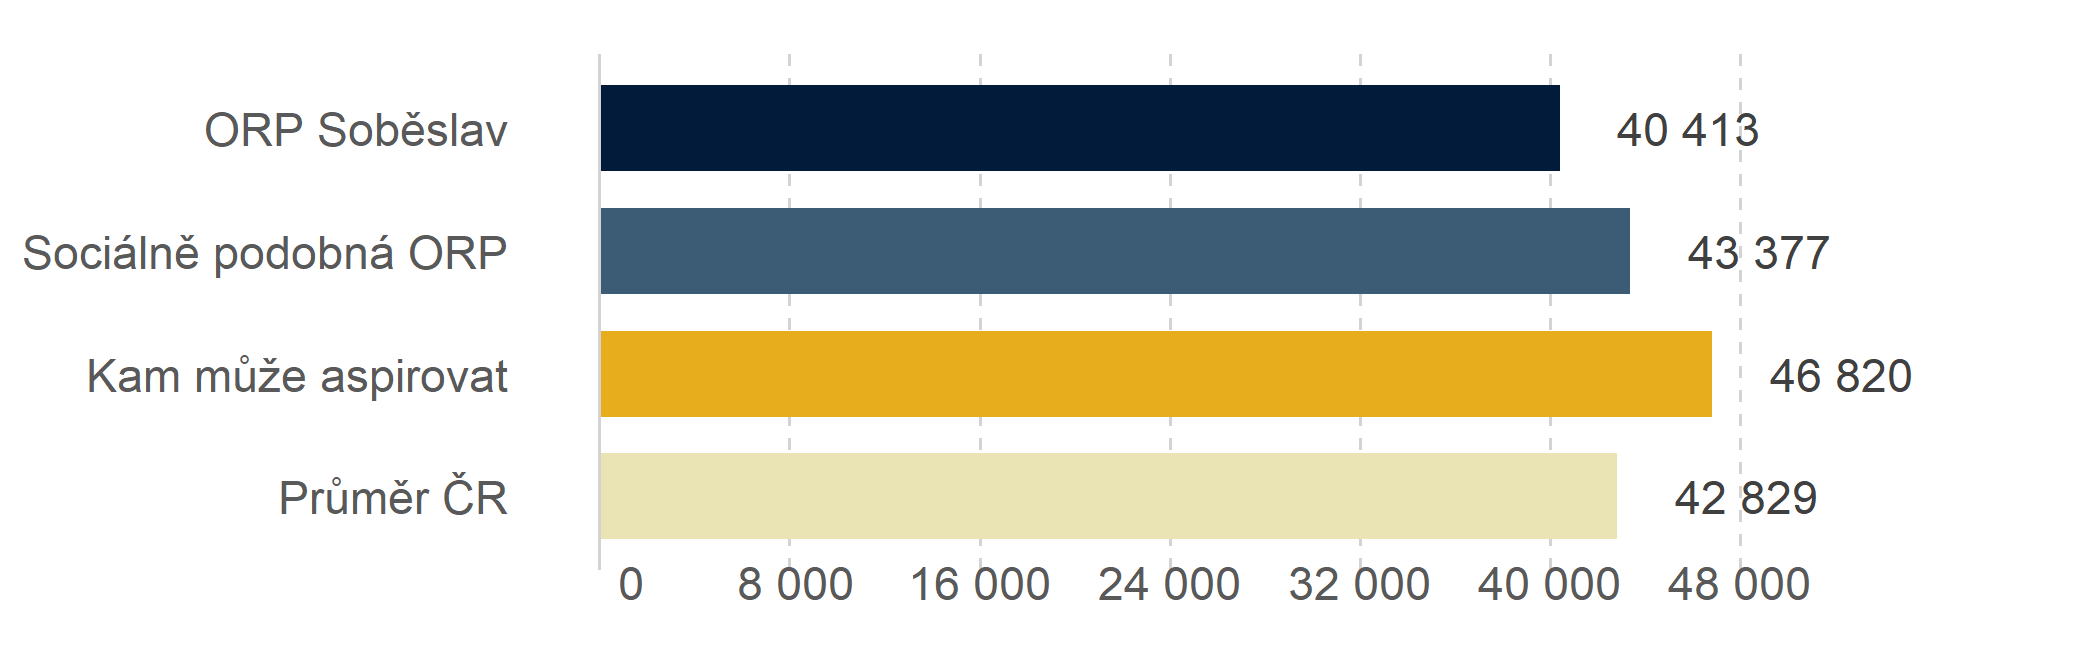 ORP Soběslav 40 413
Sociálně podobná ORP 43 377
Kam může aspirovat 46 820
Průměr ČR 42 829
0 8 000 16 000 24 000 32 000 40 000 48 000